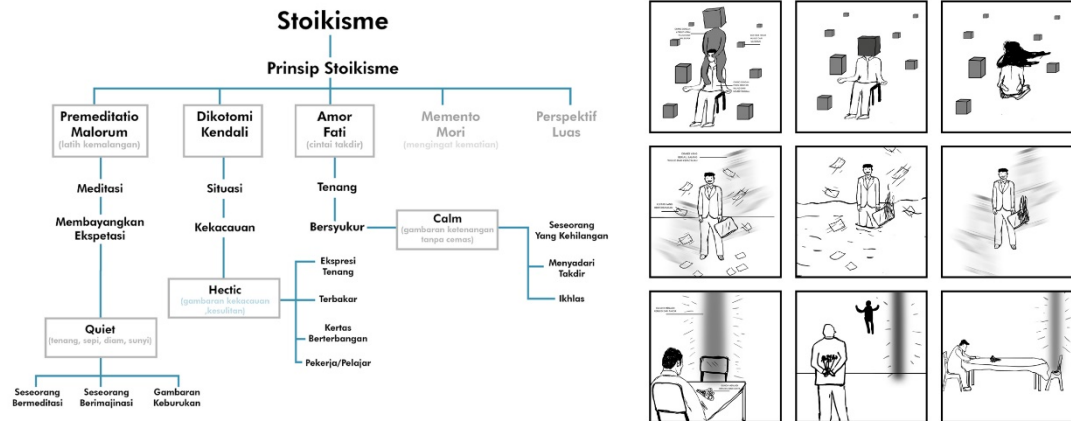 Stoikisme
Prinsip Stoikisme
Premeditatio
Malorum
(latih kemalangan)
Dikotomi
Kendali
Amor
Fati
(cintai takdir)
Memento
Mori
(mengingat kematian)
Perspektif
Luas
Meditasi
Membayangkan
Ekspetasi
Situasi
Kekacauan
Tenang
Bersyukur
Calm
(gambaran ketenangan
tanpa cemas)
Seseorang
Yang Kehilangan
Menyadari
Takdir
Ikhlas
Hectic
(gambaran kekacauan
,kesulitan)
Ekspresi
Tenang
Terbakar
Kertas
Berterbangan
Pekerja/Pelajar
Quiet
(tenang, sepi, diam, sunyi)
Seseorang
Bermeditasi
Seseorang
Berimajinasi
Gambaran
Keburukan